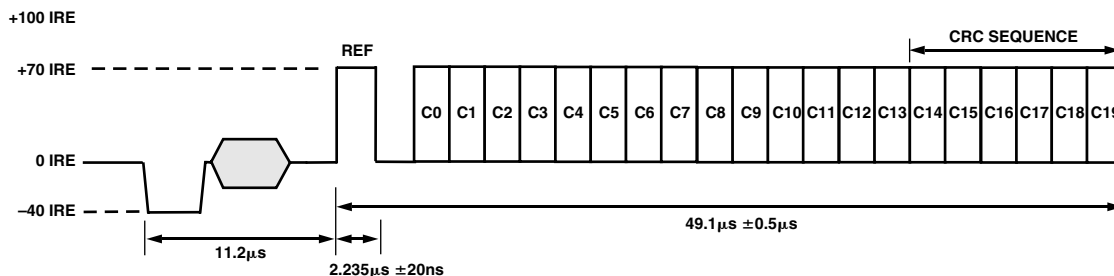 +100 IRE
CRC SEQUENCE
REF
+70 IRE
C0 C1 C2 C3 C4 C5 C6 C7 C8 C9 C10 C11 C12 C13 C14 C15 C16 C17 C18 C19
0 IRE
–40 IRE
49.1µs ±0.5µs
11.2µs
2.235µs ±20ns